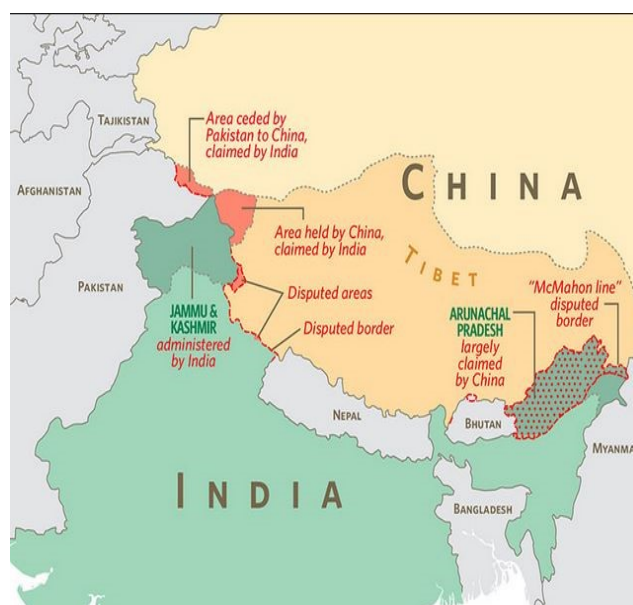 TAJIKISTAN
Area ceded by
Pakistan to China,
claimed by India
AFGHANISTAN
CHINA
Area held by China,
claimed by India
TIBET
PAKISTAN
JAMMU &
KASHMIR
administered
by India
Disputed areas
Disputed border
ARUNACHAL
PRADESH
largely
claimed
by China
"McMahon line"
disputed
border
NEPAL
BHUTAN
MYANMA
INDIA
BANGLADESH